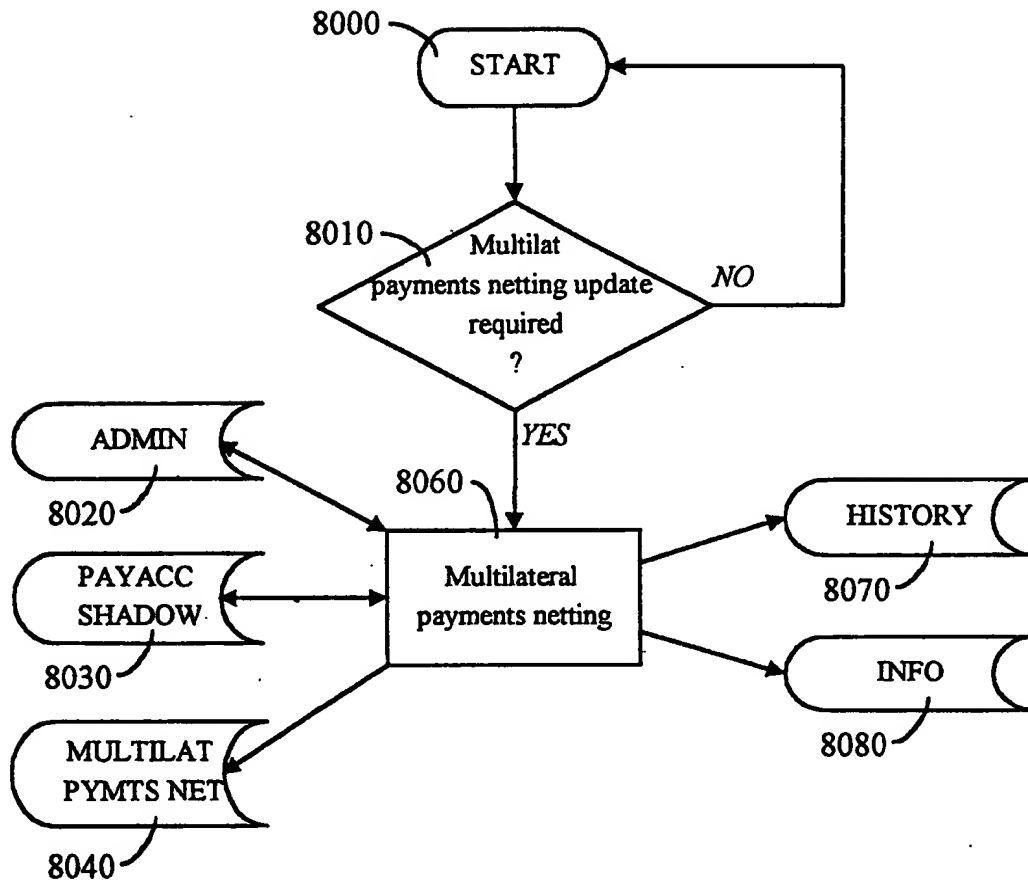 8000
START
8010
Multilat
payments netting update
required
?
NO
YES
ADMIN
8020
8060
HISTORY
8070
PAYACC
SHADOW
8030
Multilateral
payments netting
INFO
8080
MULTILAT
PYMTS NET
8040